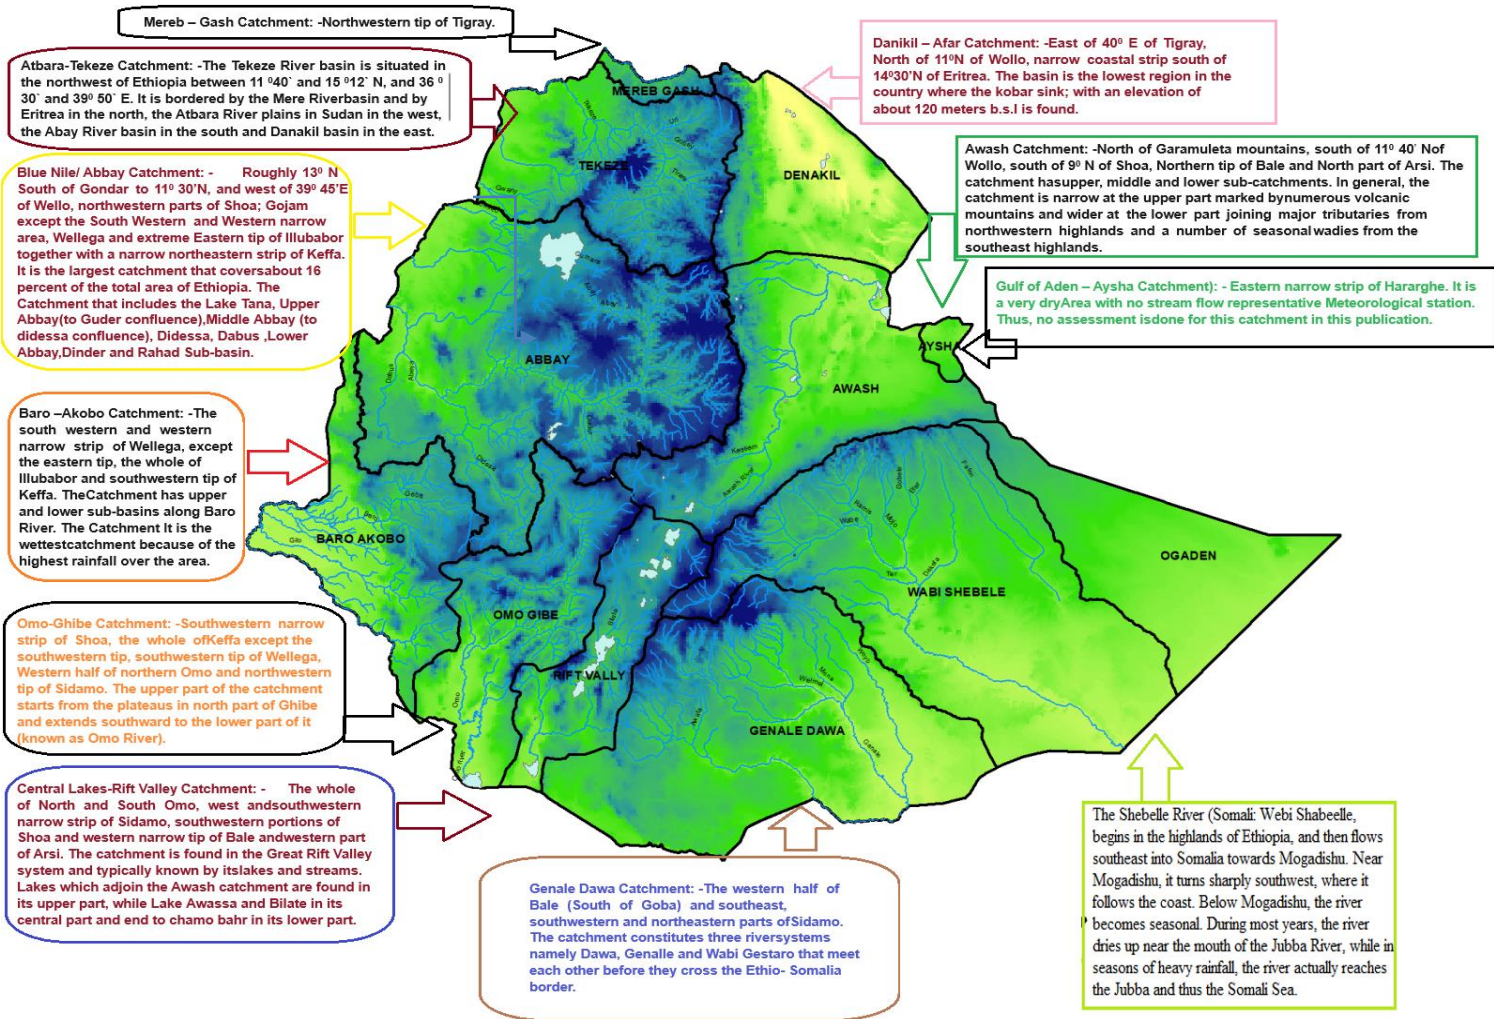 Mereb – Gash Catchment: -Northwestern tip of Tigray.
Atbara-Tekeze Catchment: -The Tekeze River basin is situated in
the northwest of Ethiopia between 11 º40` and 15 º12` N, and 36 º
30` and 39º 50` E. It is bordered by the Mere Riverbasin and by
Eritrea in the north, the Atbara River plains in Sudan in the west,
the Abay River basin in the south and Danakil basin in the east.
Blue Nile/ Abbay Catchment: - Roughly 13º N
South of Gondar to 11º 30'N, and west of 39º 45'E
of Wello, northwestern parts of Shoa; Gojam
except the South Western and Western narrow
area, Wellega and extreme Eastern tip of Illubabor
together with a narrow northeastern strip of Keffa.
It is the largest catchment that coversabout 16
percent of the total area of Ethiopia. The
Catchment that includes the Lake Tana, Upper
Abbay(to Guder confluence),Middle Abbay (to
didessa confluence), Didessa, Dabus ,Lower
Abbay,Dinder and Rahad Sub-basin.
Baro –Akobo Catchment: -The
south western and western
narrow strip of Wellega, except
the eastern tip, the whole of
Illubabor and southwestern tip of
Keffa. TheCatchment has upper
and lower sub-basins along Baro
River. The Catchment It is the
wettestcatchment because of the
highest rainfall over the area.
Omo-Ghibe Catchment: -Southwestern narrow
strip of Shoa, the whole ofKeffa except the
southwestern tip, southwestern tip of Wellega,
Western half of northern Omo and northwestern
tip of Sidamo. The upper part of the catchment
starts from the plateaus in north part of Ghibe
and extends southward to the lower part of it
(known as Omo River).
Central Lakes-Rift Valley Catchment: - The whole
of North and South Omo, west andsouthwestern
narrow strip of Sidamo, southwestern portions of
Shoa and western narrow tip of Bale andwestern part
of Arsi. The catchment is found in the Great Rift Valley
system and typically known by itslakes and streams.
Lakes which adjoin the Awash catchment are found in
its upper part, while Lake Awassa and Bilate in its
central part and end to chamo bahr in its lower part.
Danikil – Afar Catchment: -East of 40º E of Tigray,
North of 11ºN of Wollo, narrow coastal strip south of
14º30'N of Eritrea. The basin is the lowest region in the
country where the kobar sink; with an elevation of
about 120 meters b.s.l is found.
Awash Catchment: -North of Garamuleta mountains, south of 11º 40` Nof
Wollo, south of 9º N of Shoa, Northern tip of Bale and North part of Arsi. The
catchment hasupper, middle and lower sub-catchments. In general, the
catchment is narrow at the upper part marked bynumerous volcanic
mountains and wider at the lower part joining major tributaries from
northwestern highlands and a number of seasonalwadies from the
southeast highlands.
Gulf of Aden – Aysha Catchment): - Eastern narrow strip of Hararghe. It is
a very dryArea with no stream flow representative Meteorological station.
Thus, no assessment isdone for this catchment in this publication.
Genale Dawa Catchment: -The western half of
Bale (South of Goba) and southeast,
southwestern and northeastern parts ofSidamo.
The catchment constitutes three riversystems
namely Dawa, Genalle and Wabi Gestaro that meet
each other before they cross the Ethio- Somalia
border.
The Shebelle River (Somali: Webi Shabeelle,
begins in the highlands of Ethiopia, and then flows
southeast into Somalia towards Mogadishu. Near
Mogadishu, it turns sharply southwest, where it
follows the coast. Below Mogadishu, the river
becomes seasonal. During most years, the river
dries up near the mouth of the Jubba River, while in
seasons of heavy rainfall, the river actually reaches
the Jubba and thus the Somali Sea.
MEREB GASH
TEKEZE
DENAKIL
ABBAY
AYSHA
AWASH
BARO AKOBO
OGADEN
WABI SHEBELE
OMO GIBE
RIFT VALLY
GENALE DAWA
Dabus
Didessa
Geba
Baro
Gilo
Kessem
Awash River
Wabe
Ramis
Mojo
Weyb
Welmel
Mena
Awata
Genale
Bilate
Omo